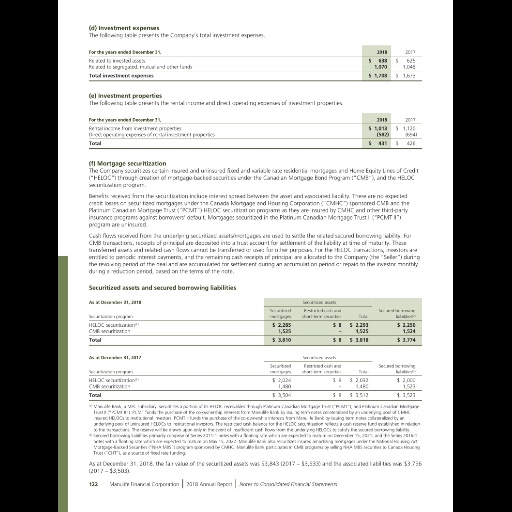 (d) Investment expenses
The following table presents the Company's total investment expenses.
For the years ended December 31, 2018 2017
Related to invested assets $ 638 $ 625
Related to segregated, mutual and other funds 1,070 1,048
Total investment expenses $ 1,708 $ 1,673
(e) Investment properties
The following table presents the rental income and direct operating expenses of investment properties.
For the years ended December 31, 2018 2017
Rental income from investment properties $ 1,013 $ 1,120
Direct operating expenses of rental investment properties (582) (694)
Total $ 431 $ 426
(f) Mortgage securitization
The Company securitizes certain insured and uninsured fixed and variable rate residential mortgages and Home Equity Lines of Credit
("HELOC") through creation of mortgage-backed securities under the Canadian Mortgage Bond Program ("CMB"), and the HELOC
securitization program.
Benefits received from the securitization include interest spread between the asset and associated liability. There are no expected
credit losses on securitized mortgages under the Canada Mortgage and Housing Corporation ("CMHC") sponsored CMB and the
Platinum Canadian Mortgage Trust ("PCMT") HELOC securitization programs as they are insured by CMHC and other third-party
insurance programs against borrowers' default. Mortgages securitized in the Platinum Canadian Mortgage Trust II ("PCMT II")
program are uninsured.
Cash flows received from the underlying securitized assets/mortgages are used to settle the related secured borrowing liability. For
CMB transactions, receipts of principal are deposited into a trust account for settlement of the liability at time of maturity. These
transferred assets and related cash flows cannot be transferred or used for other purposes. For the HELOC transactions, investors are
entitled to periodic interest payments, and the remaining cash receipts of principal are allocated to the Company (the "Seller") during
the revolving period of the deal and are accumulated for settlement during an accumulation period or repaid to the investor monthly
during a reduction period, based on the terms of the note.
Securitized assets and secured borrowing liabilities
As at December 31, 2018 Securitized assets
Securitization program Securitized mortgages Restricted cash and short-term securities Total Secured borrowing liabilities(2)
HELOC securitization(1) $ 2,285 $ 8 $ 2,293 $ 2,250
CMB securitization 1,525 – 1,525 1,524
Total $ 3,810 $ 8 $ 3,818 $ 3,774
As at December 31, 2017 Securitized assets
Securitization program Securitized mortgages Restricted cash and short-term securities Total Secured borrowing liabilities(2)
HELOC securitization(1) $ 2,024 $ 8 $ 2,032 $ 2,000
CMB securitization 1,480 – 1,480 1,523
Total $ 3,504 $ 8 $ 3,512 $ 3,523
As at December 31, 2018, the fair value of the securitized assets was $3,843 (2017 – $3,533) and the associated liabilities was $3,756
(2017 – $3,503).
122 Manulife Financial Corporation 2018 Annual Report Notes to Consolidated Financial Statements